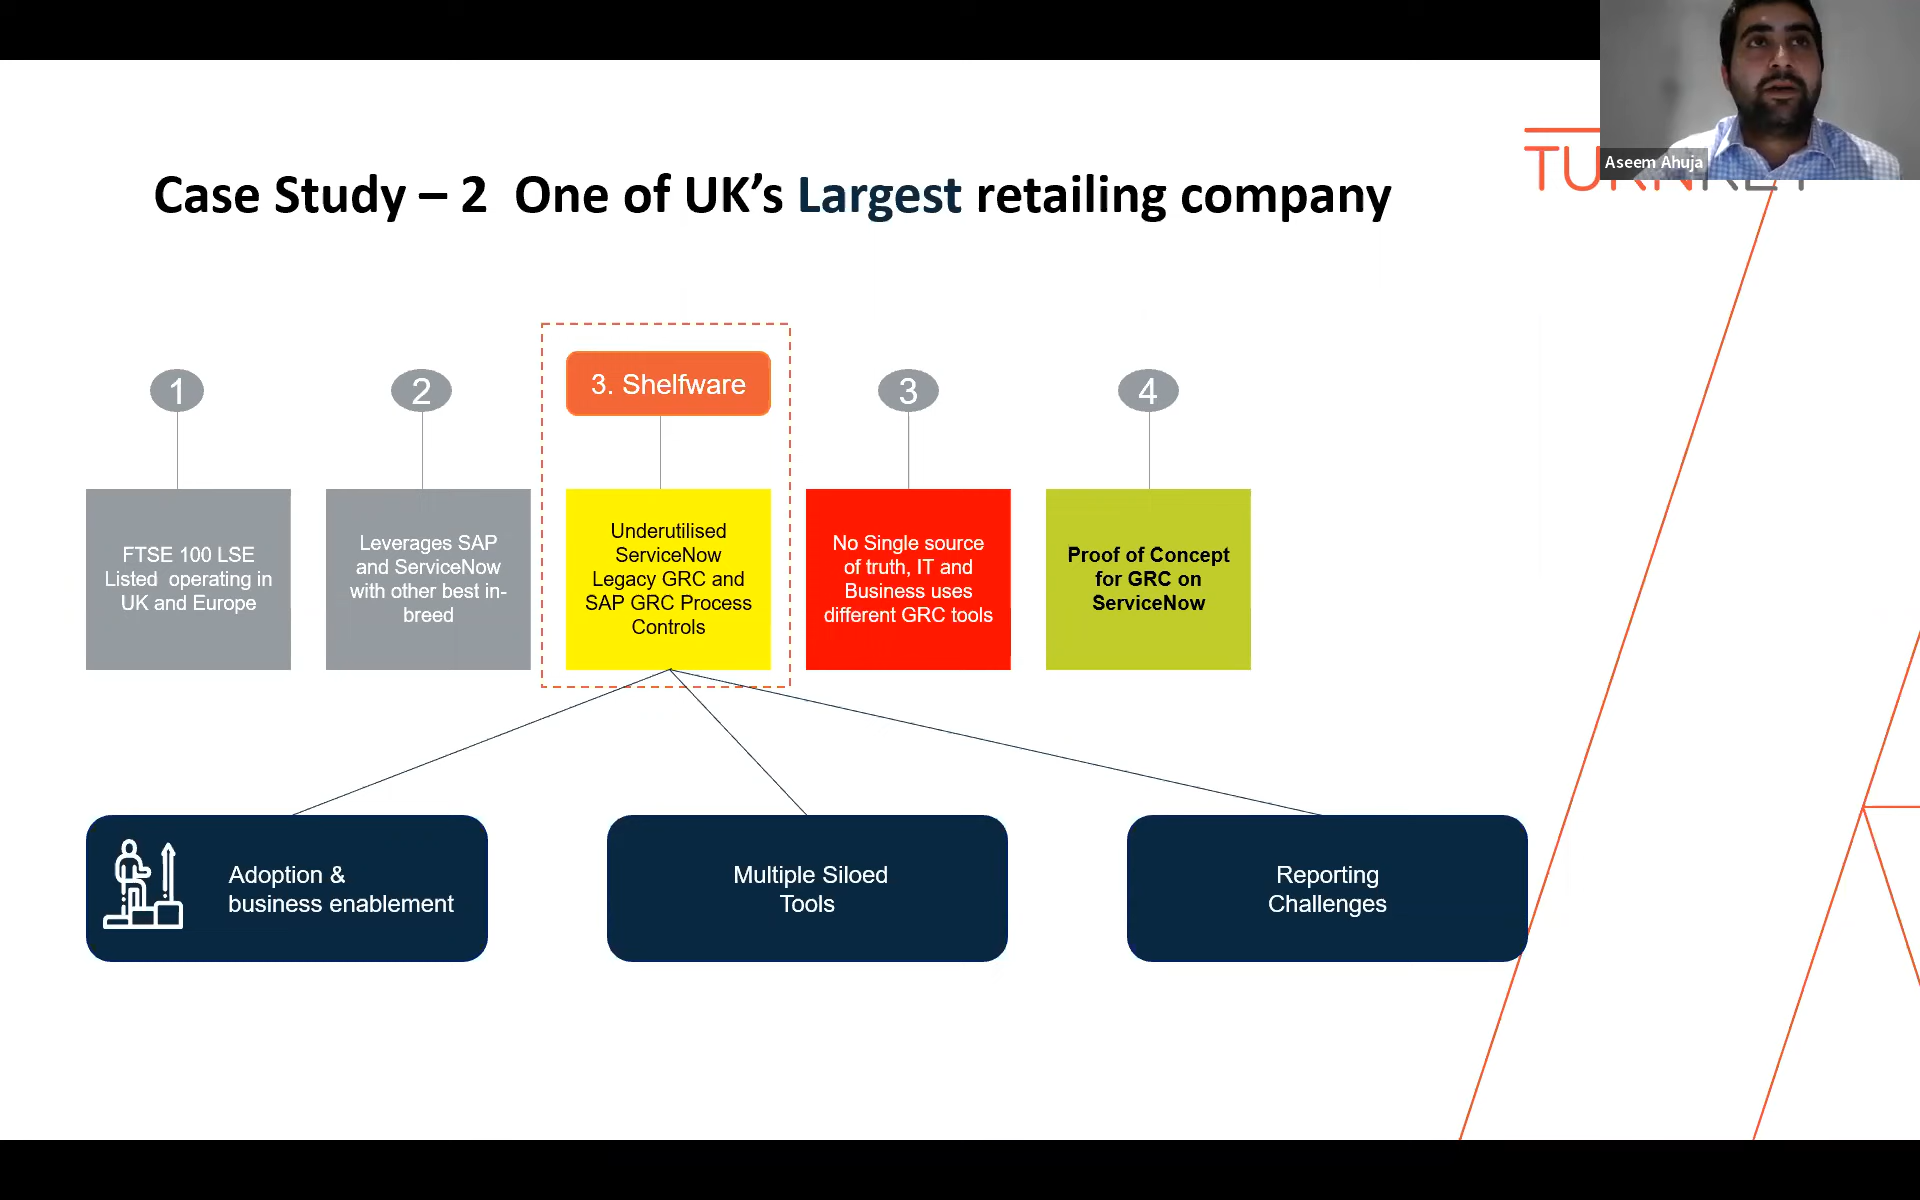 Aseem Ahuja
Case Study – 2  One of UK’s Largest retailing company
1
2
3. Shelfware
3
4
FTSE 100 LSE
Listed  operating in
UK and Europe
Leverages SAP
and ServiceNow
with other best in-
breed
Underutilised
ServiceNow
Legacy GRC and
SAP GRC Process
Controls
No Single source
of truth, IT and
Business uses
different GRC tools
Proof of Concept
for GRC on
ServiceNow
Adoption &
business enablement
Multiple Siloed
Tools
Reporting
Challenges